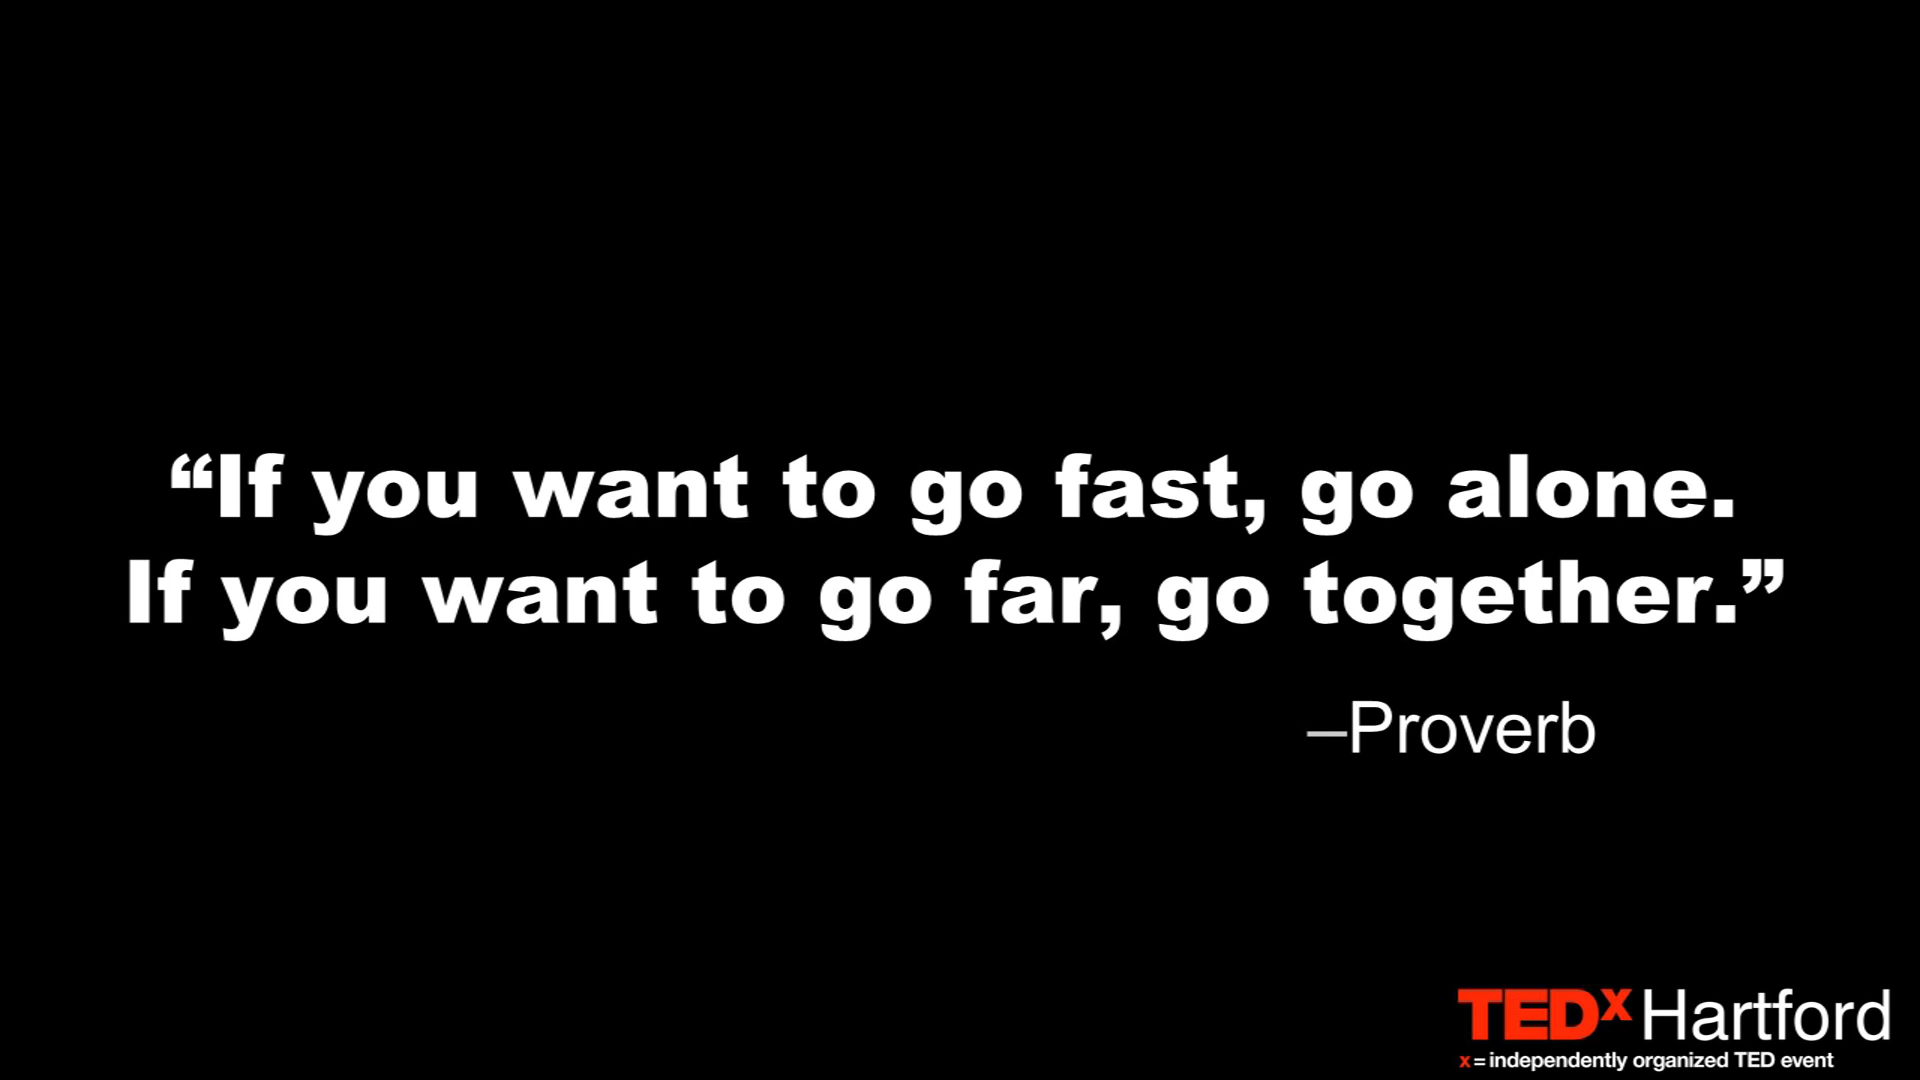 “If you want to go fast, go alone.
If you want to go far, go together.”
–Proverb
TEDx Hartford
x = independently organized TED event